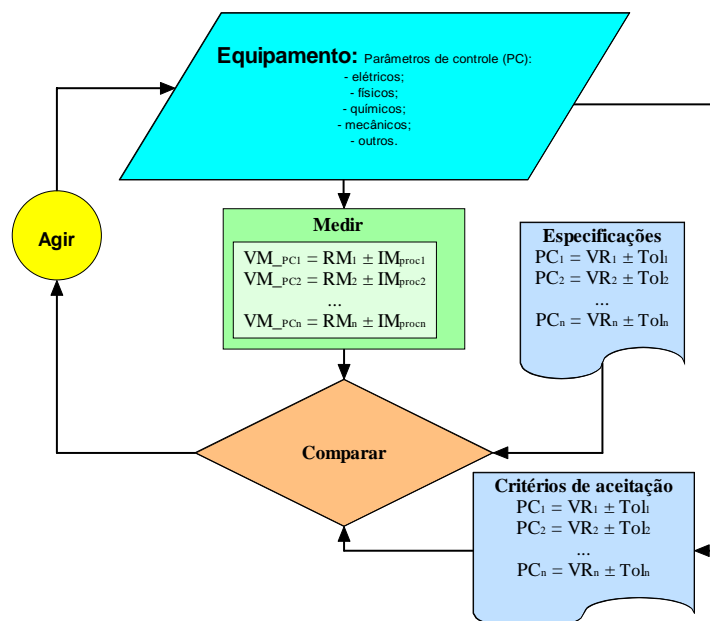 Equipamento: Parâmetros de controle (PC):
- elétricos;
- físicos;
- químicos;
- mecânicos;
- outros.
Agir
Medir
VM_PC1 = RM1 ± IMproc1
VM_PC2 = RM2 ± IMproc2
...
VM_PCn = RMn ± IMprocn
Especificações
PC1 = VR1 ± Tol1
PC2 = VR2 ± Tol2
...
PCn = VRn ± Toln
Comparar
Critérios de aceitação
PC1 = VR1 ± Tol1
PC2 = VR2 ± Tol2
...
PCn = VRn ± Toln